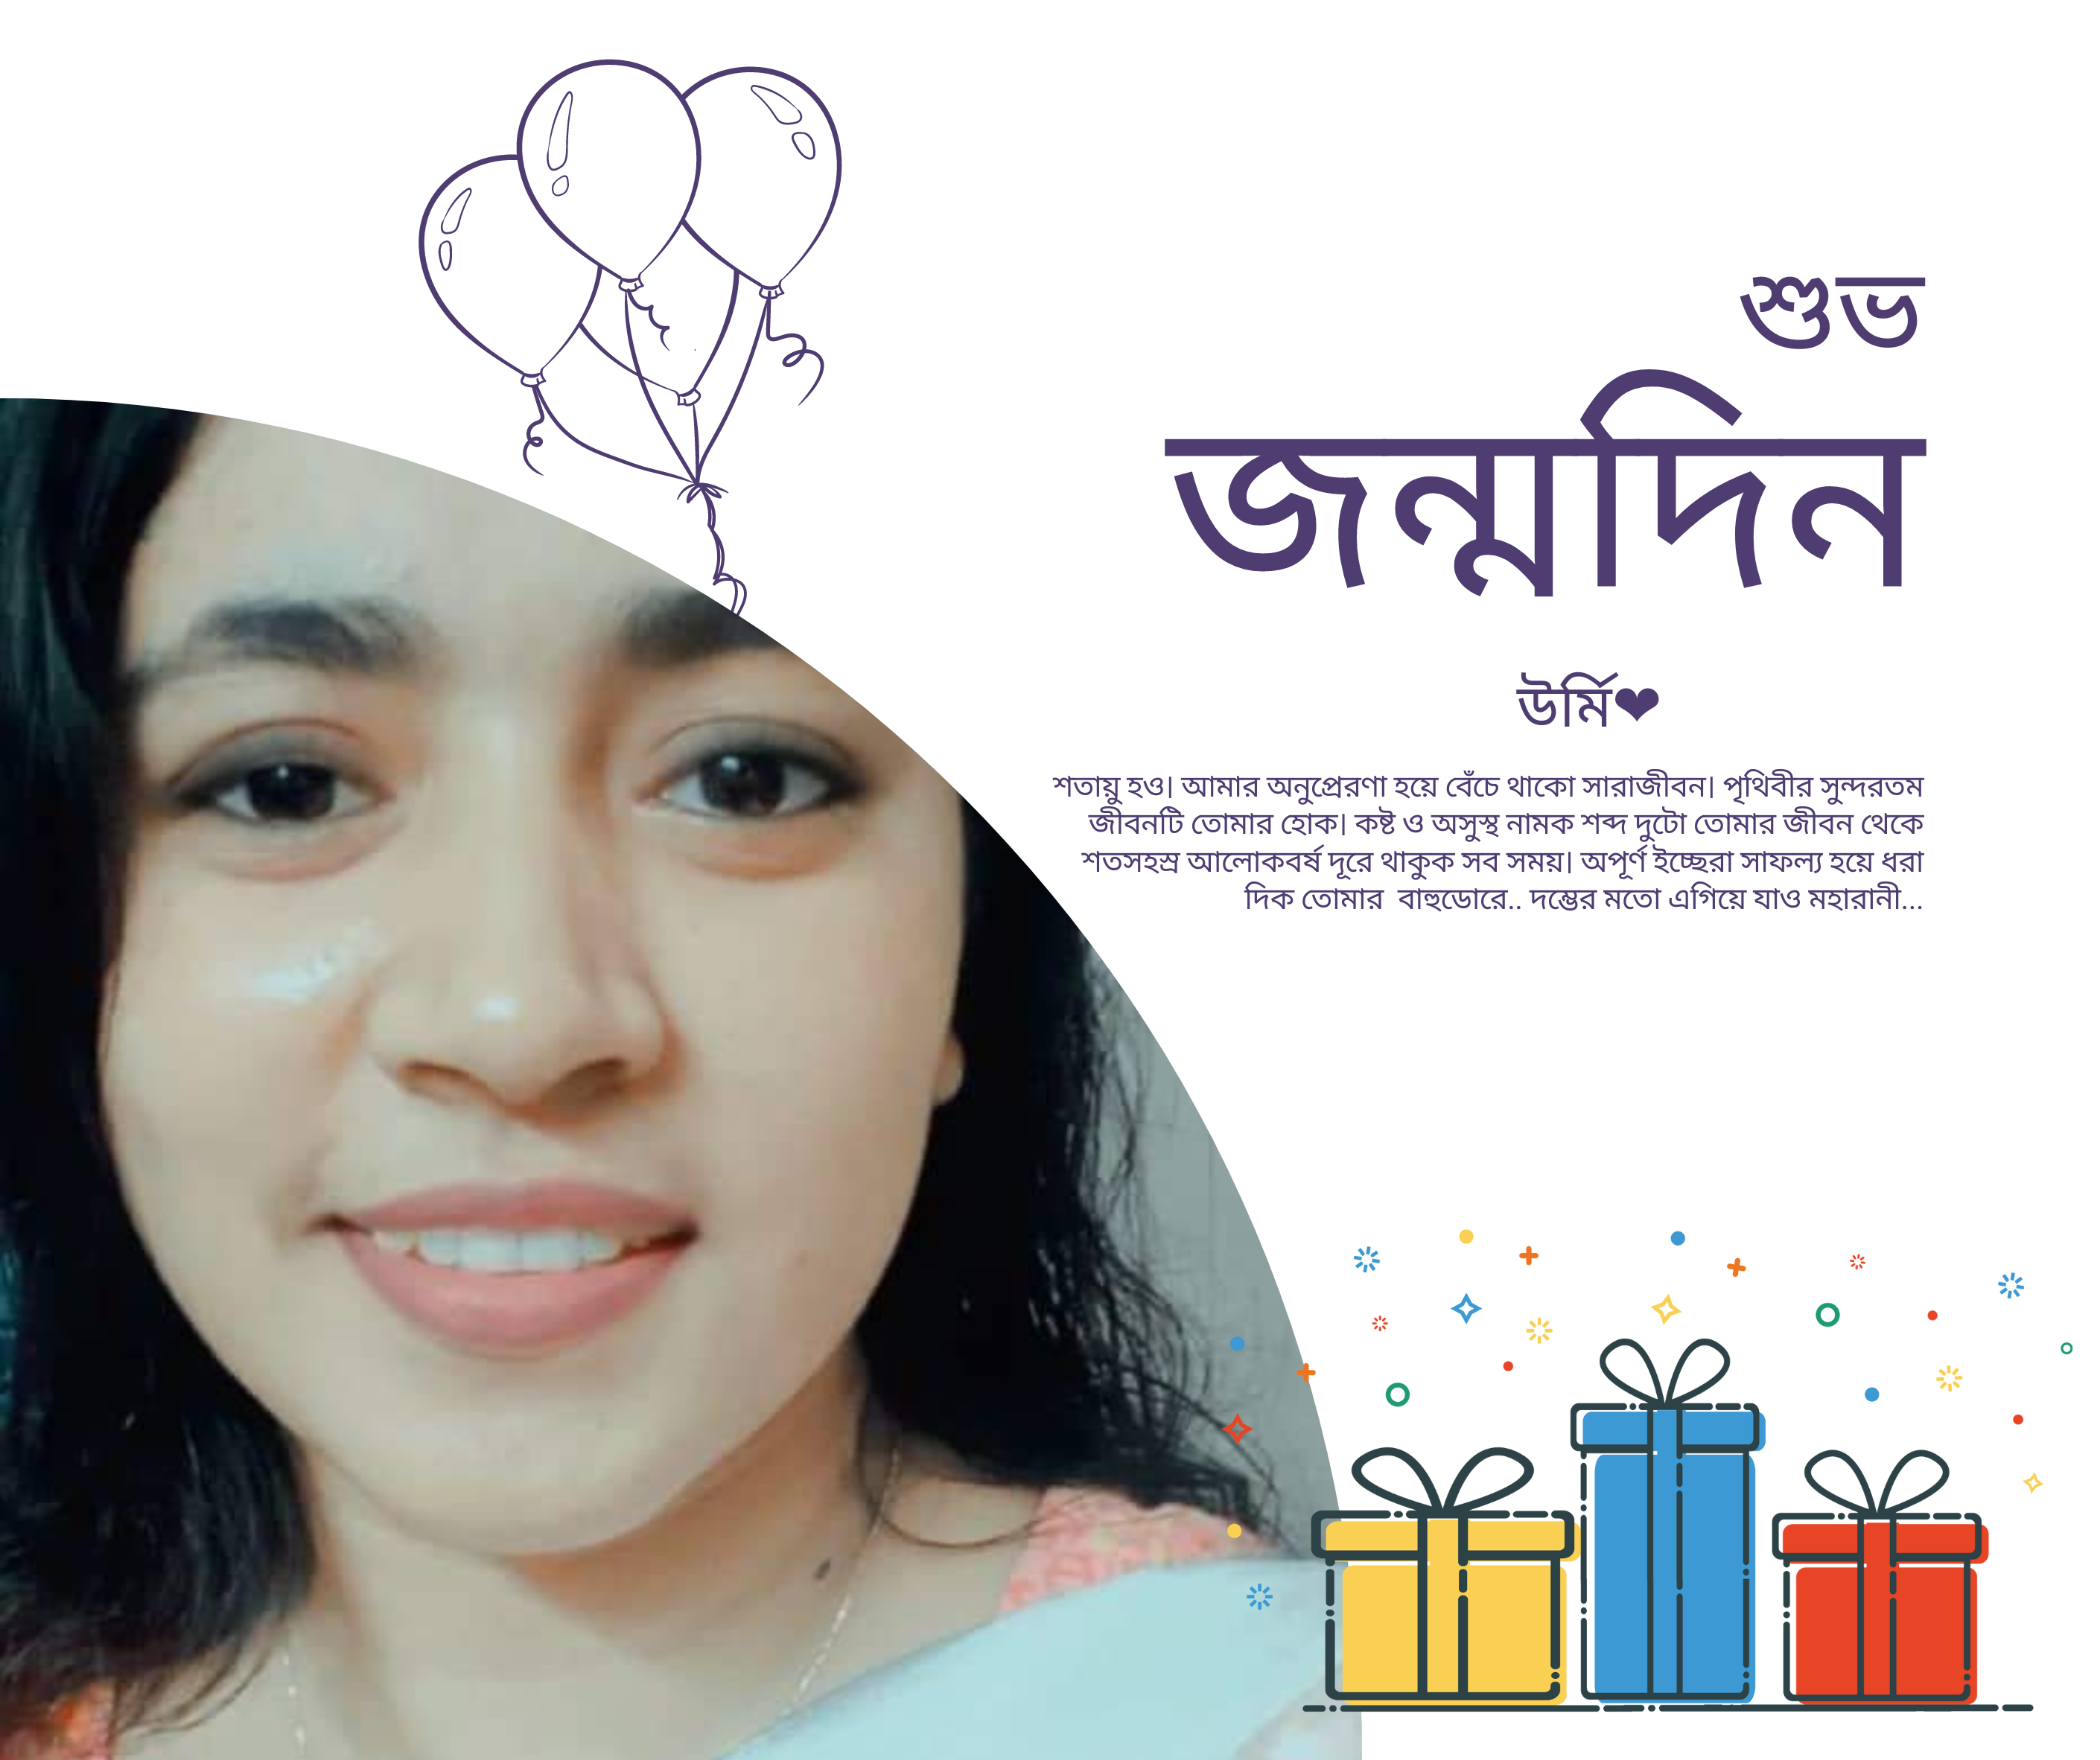 শুভ
জন্মদিন
উর্মি❤
শতায়ু হও। আমার অনুপ্রেরণা হয়ে বেঁচে থাকো সারাজীবন। পৃথিবীর সুন্দরতম
জীবনটি তোমার হোক। কষ্ট ও অসুস্থ নামক শব্দ দুটো তোমার জীবন থেকে
শতসহস্র আলোকবর্ষ দূরে থাকুক সব সময়। অপূর্ণ ইচ্ছেরা সাফল্য হয়ে ধরা
দিক তোমার বাহুডোরে.. দম্ভের মতো এগিয়ে যাও মহারানী...